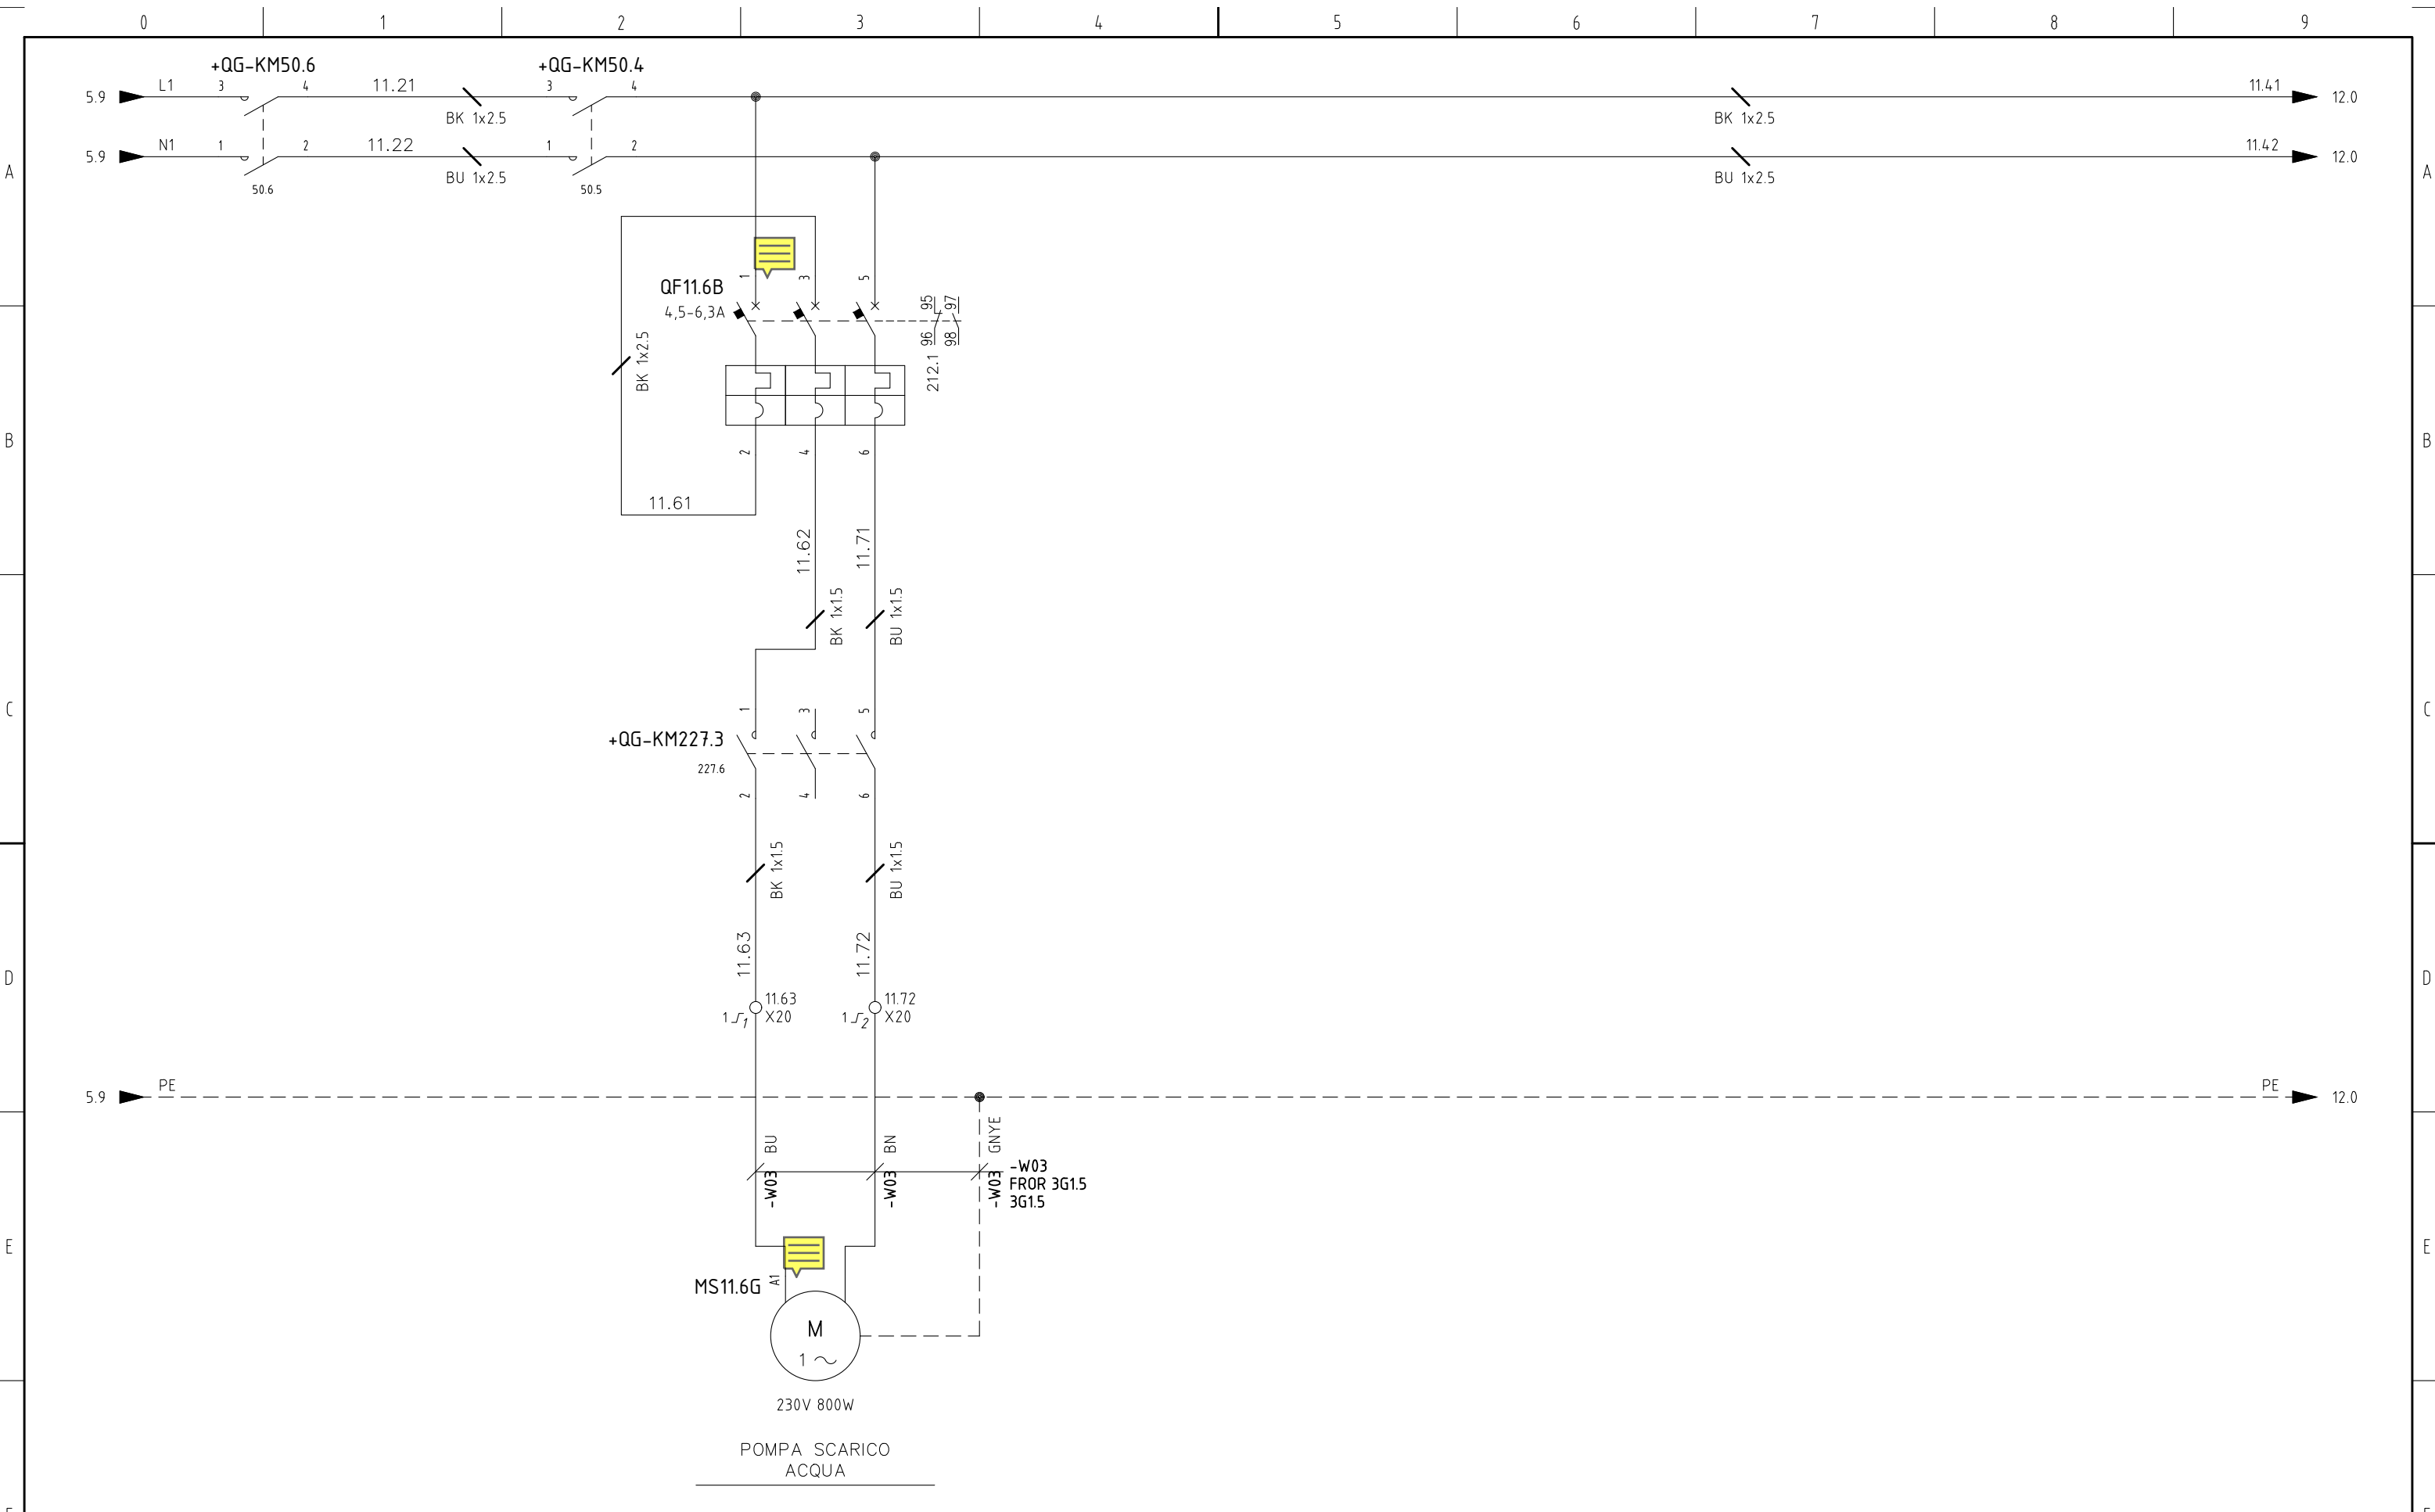 0 1 2 3 4 5 6 7 8 9
+QG-KM50.6 +QG-KM50.4
5.9 L1 3 4 11.21 3 4 11.41 12.0
BK 1x2.5 BK 1x2.5
5.9 N1 1 2 11.22 1 2 11.42 12.0
A A
BU 1x2.5 BU 1x2.5
50.6 50.5
1 3 5
QF11.6B
4,5-6,3A
95 97
96 98
212.1
BK 1x2.5
B B
2 4 6
11.61
11.62 11.71
BK 1x1.5 BU 1x1.5
C C
1 3 5
+QG-KM227.3
227.6
2 4 6
BK 1x1.5 BU 1x1.5
11.63 11.72
D D
11.63 11.72
1 1 X20 1 2 X20
5.9 PE PE 12.0
BU BN GNYE
-W03 -W03 -W03
-W03
FROR 3G1.5
3G1.5
E E
MS11.6G A1
M
1
230V 800W
POMPA SCARICO
ACQUA